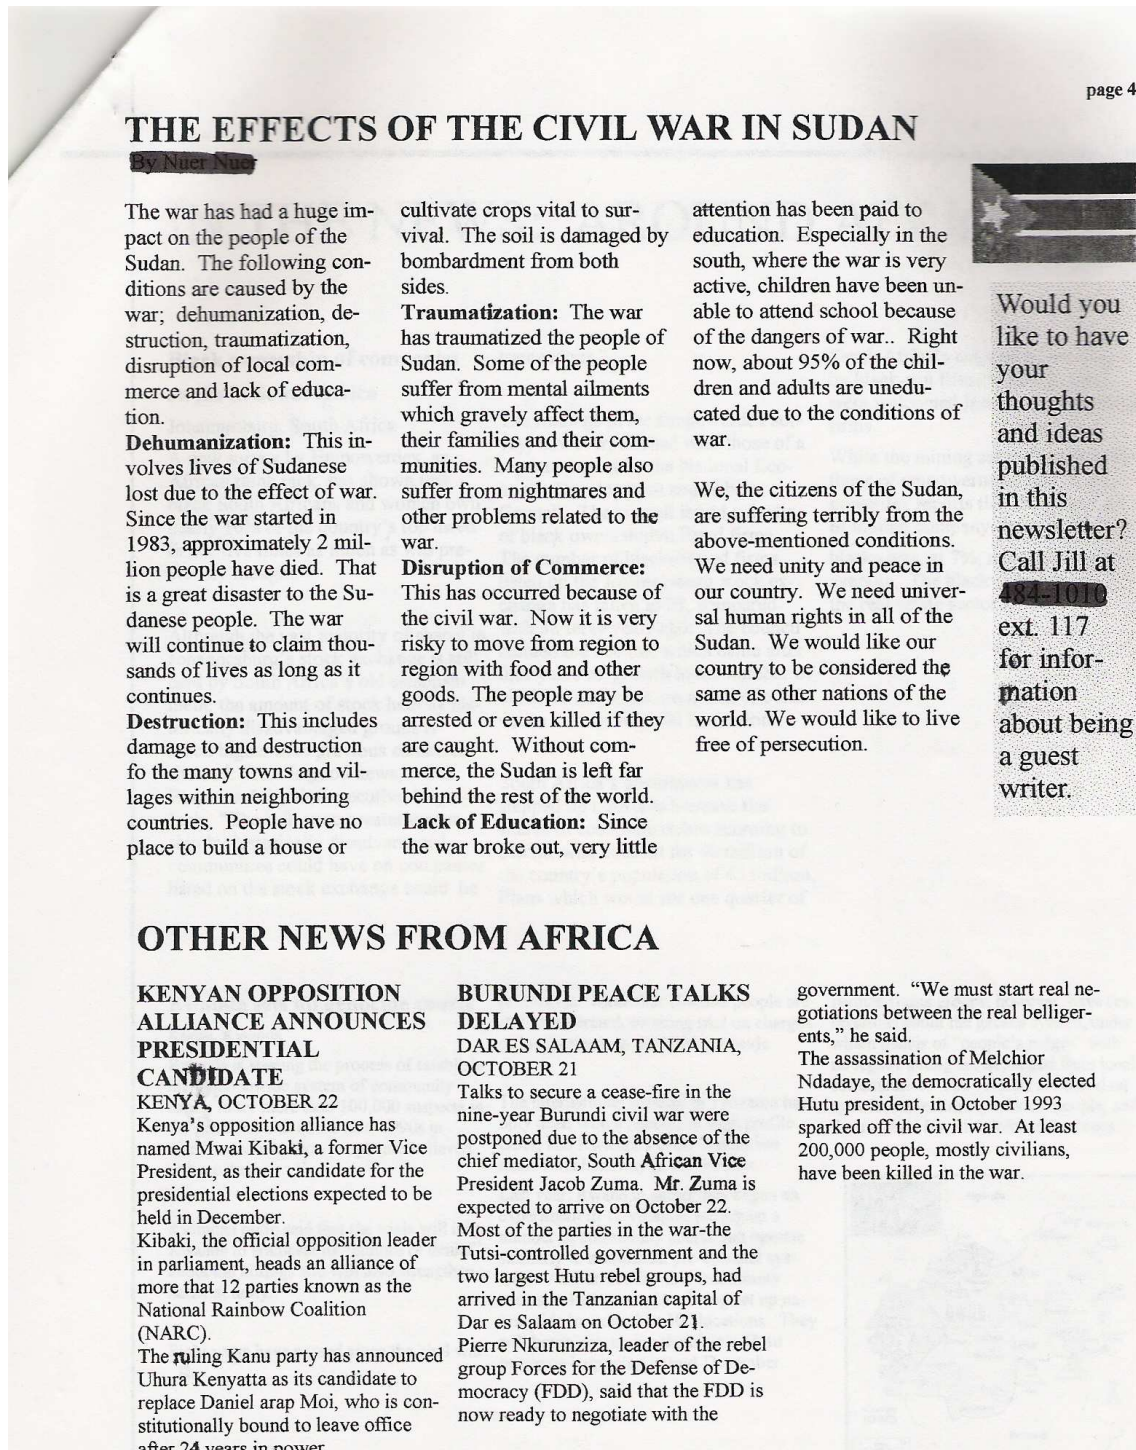 page 4
THE EFFECTS OF THE CIVIL WAR IN SUDAN
The war has had a huge im-
pact on the people of the
Sudan. The following con-
ditions are caused by the
war; dehumanization, de-
struction, traumatization,
disruption of local com-
merce and lack of educa-
tion.
Dehumanization: This in-
volves lives of Sudanese
lost due to the effect of war.
Since the war started in
1983, approximately 2 mil-
lion people have died. That
is a great disaster to the Su-
danese people. The war
will continue to claim thou-
sands of lives as long as it
continues.
Destruction: This includes
damage to and destruction
fo the many towns and vil-
lages within neighboring
countries. People have no
place to build a house or
cultivate crops vital to sur-
vival. The soil is damaged by
bombardment from both
sides.
Traumatization: The war
has traumatized the people of
Sudan. Some of the people
suffer from mental ailments
which gravely affect them,
their families and their com-
munities. Many people also
suffer from nightmares and
other problems related to the
war.
Disruption of Commerce:
This has occurred because of
the civil war. Now it is very
risky to move from region to
region with food and other
goods. The people may be
arrested or even killed if they
are caught. Without com-
merce, the Sudan is left far
behind the rest of the world.
Lack of Education: Since
the war broke out, very little
attention has been paid to
education. Especially in the
south, where the war is very
active, children have been un-
able to attend school because
of the dangers of war.. Right
now, about 95% of the chil-
dren and adults are unedu-
cated due to the conditions of
war.
We, the citizens of the Sudan,
are suffering terribly from the
above-mentioned conditions.
We need unity and peace in
our country. We need univer-
sal human rights in all of the
Sudan. We would like our
country to be considered the
same as other nations of the
world. We would like to live
free of persecution.
Would you
like to have
your
thoughts
and ideas
published
in this
newsletter?
Call Jill at
ext. 117
for infor-
mation
about being
a guest
writer.
OTHER NEWS FROM AFRICA
KENYAN OPPOSITION
ALLIANCE ANNOUNCES
PRESIDENTIAL
CANDIDATE
KENYA, OCTOBER 22
Kenya's opposition alliance has
named Mwai Kibaki, a former Vice
President, as their candidate for the
presidential elections expected to be
held in December.
Kibaki, the official opposition leader
in parliament, heads an alliance of
more that 12 parties known as the
National Rainbow Coalition
(NARC).
The ruling Kanu party has announced
Uhura Kenyatta as its candidate to
replace Daniel arap Moi, who is con-
stitutionally bound to leave office
after 24 years in power.
BURUNDI PEACE TALKS
DELAYED
DAR ES SALAAM, TANZANIA,
OCTOBER 21
Talks to secure a cease-fire in the
nine-year Burundi civil war were
postponed due to the absence of the
chief mediator, South African Vice
President Jacob Zuma. Mr. Zuma is
expected to arrive on October 22.
Most of the parties in the war-the
Tutsi-controlled government and the
two largest Hutu rebel groups, had
arrived in the Tanzanian capital of
Dar es Salaam on October 21.
Pierre Nkurunziza, leader of the rebel
group Forces for the Defense of De-
mocracy (FDD), said that the FDD is
now ready to negotiate with the
government. “We must start real ne-
gotiations between the real belliger-
ents,” he said.
The assassination of Melchior
Ndadaye, the democratically elected
Hutu president, in October 1993
sparked off the civil war. At least
200,000 people, mostly civilians,
have been killed in the war.